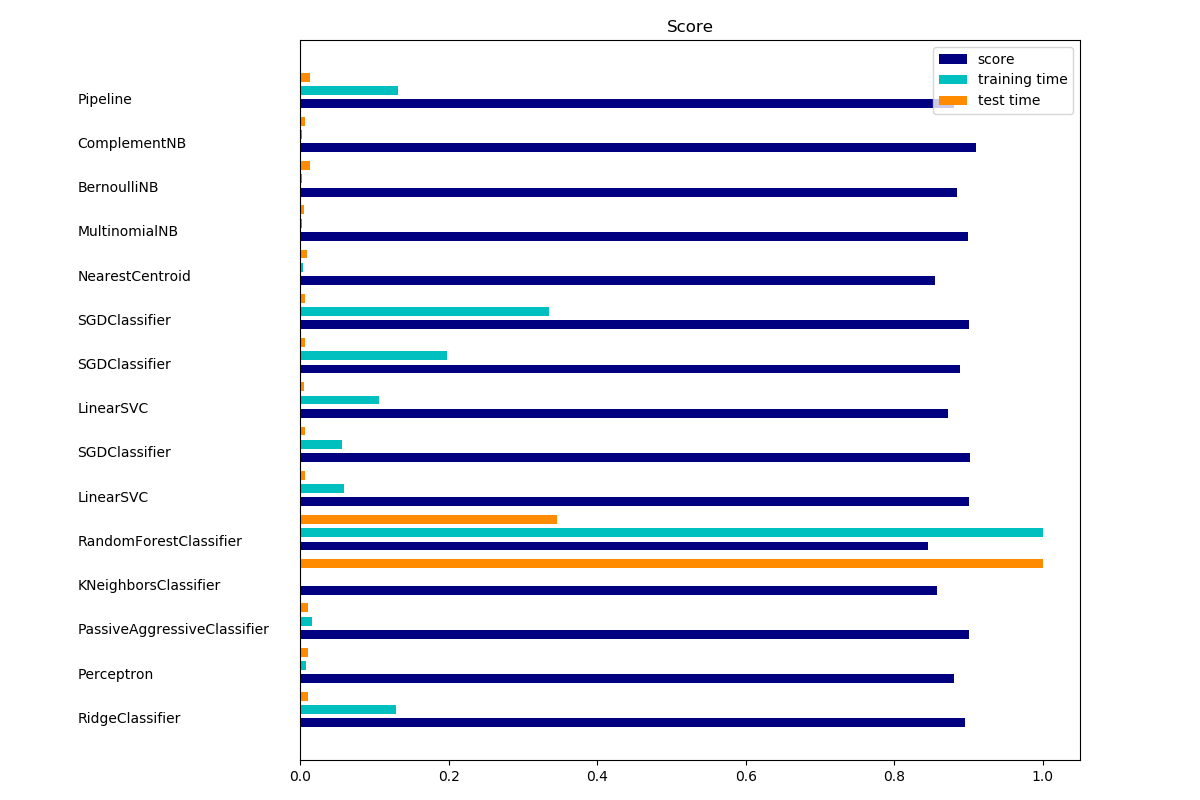 Score
score
training time
test time
Pipeline
ComplementNB
BernoulliNB
MultinomialNB
NearestCentroid
SGDClassifier
SGDClassifier
LinearSVC
SGDClassifier
LinearSVC
RandomForestClassifier
KNeighborsClassifier
PassiveAggressiveClassifier
Perceptron
RidgeClassifier
0.0 0.2 0.4 0.6 0.8 1.0